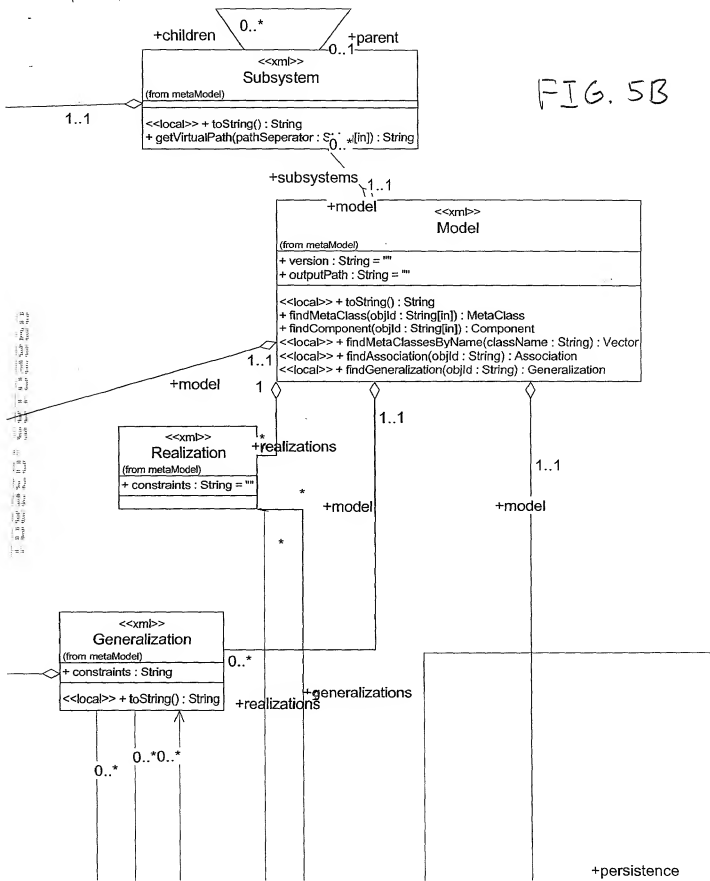 +children
0..*
+parent
0..1
<<xml>>
Subsystem
(from metaModel)
FIG. 5B
1..1
<<local>> + toString() : String
+ getVirtualPath(pathSeperator : [in]) : String
0..*
+subsystems
1..1
+model
<<xml>>
Model
(from metaModel)
+ version : String = ""
+ outputPath : String = ""
<<local>> + toString() : String
+ findMetaClass(objId : String[in]) : MetaClass
+ findComponent(objId : String[in]) : Component
<<local>> + findMetaClassesByName(className : String) : Vector
<<local>> + findAssociation(objId : String) : Association
<<local>> + findGeneralization(objId : String) : Generalization
1..1
+model
1
1..1
<<xml>>
Realization
(from metaModel)
+ constraints : String = ""
*
+realizations
1..1
*
+model
+model
*
<<xml>>
Generalization
(from metaModel)
+ constraints : String
<<local>> + toString() : String
0..*
+generalizations
+realizations
0..*
0..*
0..*
+persistence